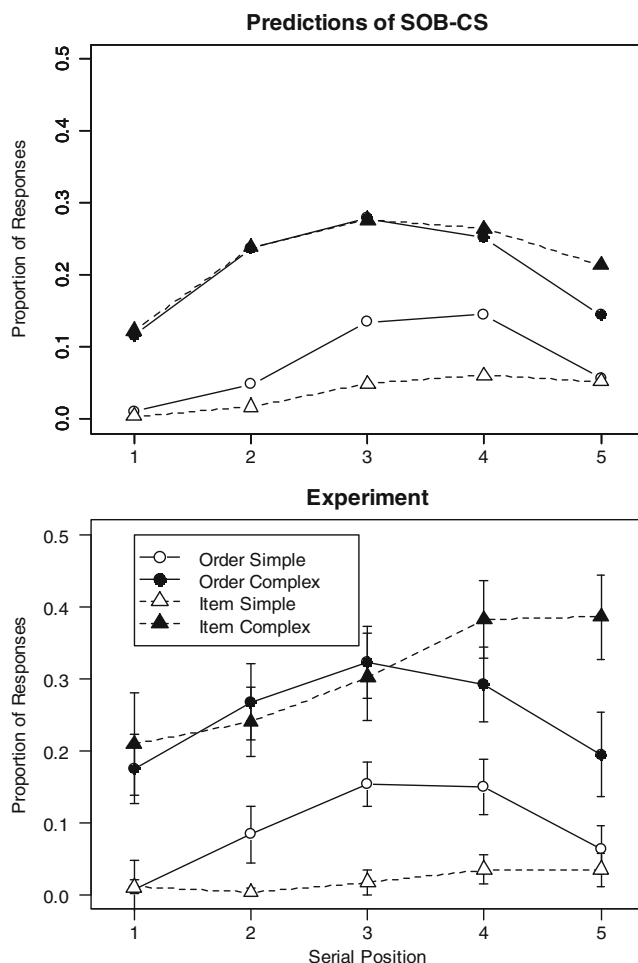 Predictions of SOB-CS
Proportion of Responses
0.5
0.4
0.3
0.2
0.1
0.0
1 2 3 4 5
Experiment
Proportion of Responses
0.5
0.4
0.3
0.2
0.1
0.0
Order Simple
Order Complex
Item Simple
Item Complex
1 2 3 4 5
Serial Position